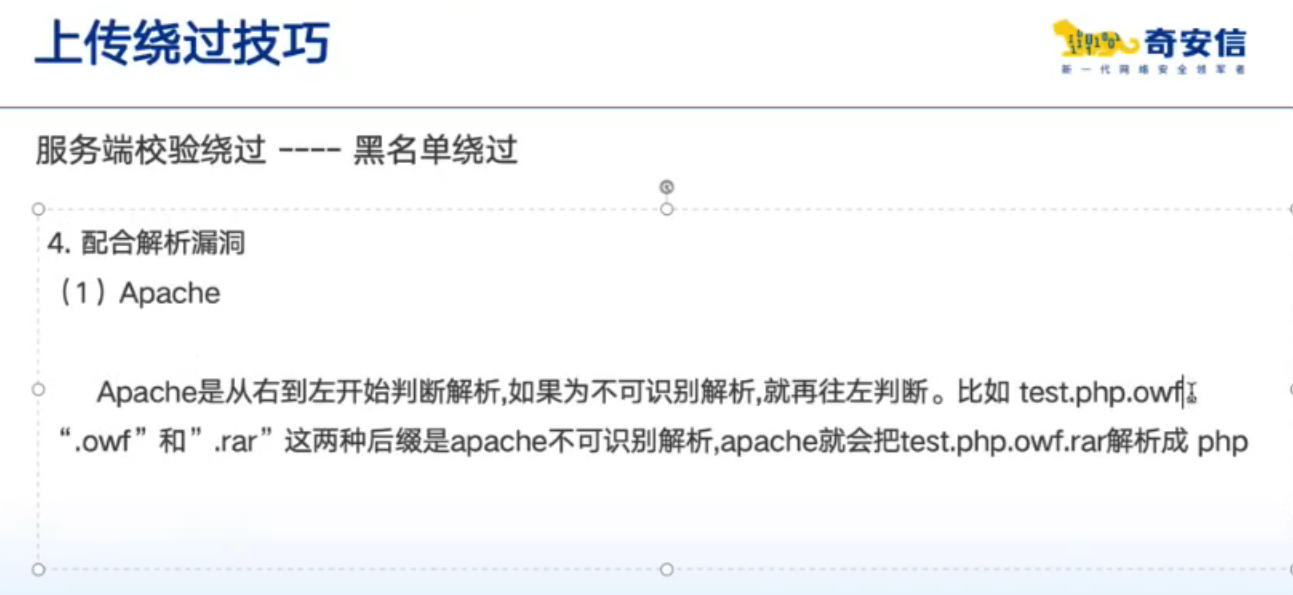 上传绕过技巧
奇安信
新一代网络安全领军者
服务端校验绕过 ---- 黑名单绕过
4. 配合解析漏洞
（1）Apache
Apache是从右到左开始判断解析,如果为不可识别解析,就再往左判断。比如 test.php.owf
“.owf” 和” .rar” 这两种后缀是apache不可识别解析,apache就会把test.php.owf.rar解析成 php